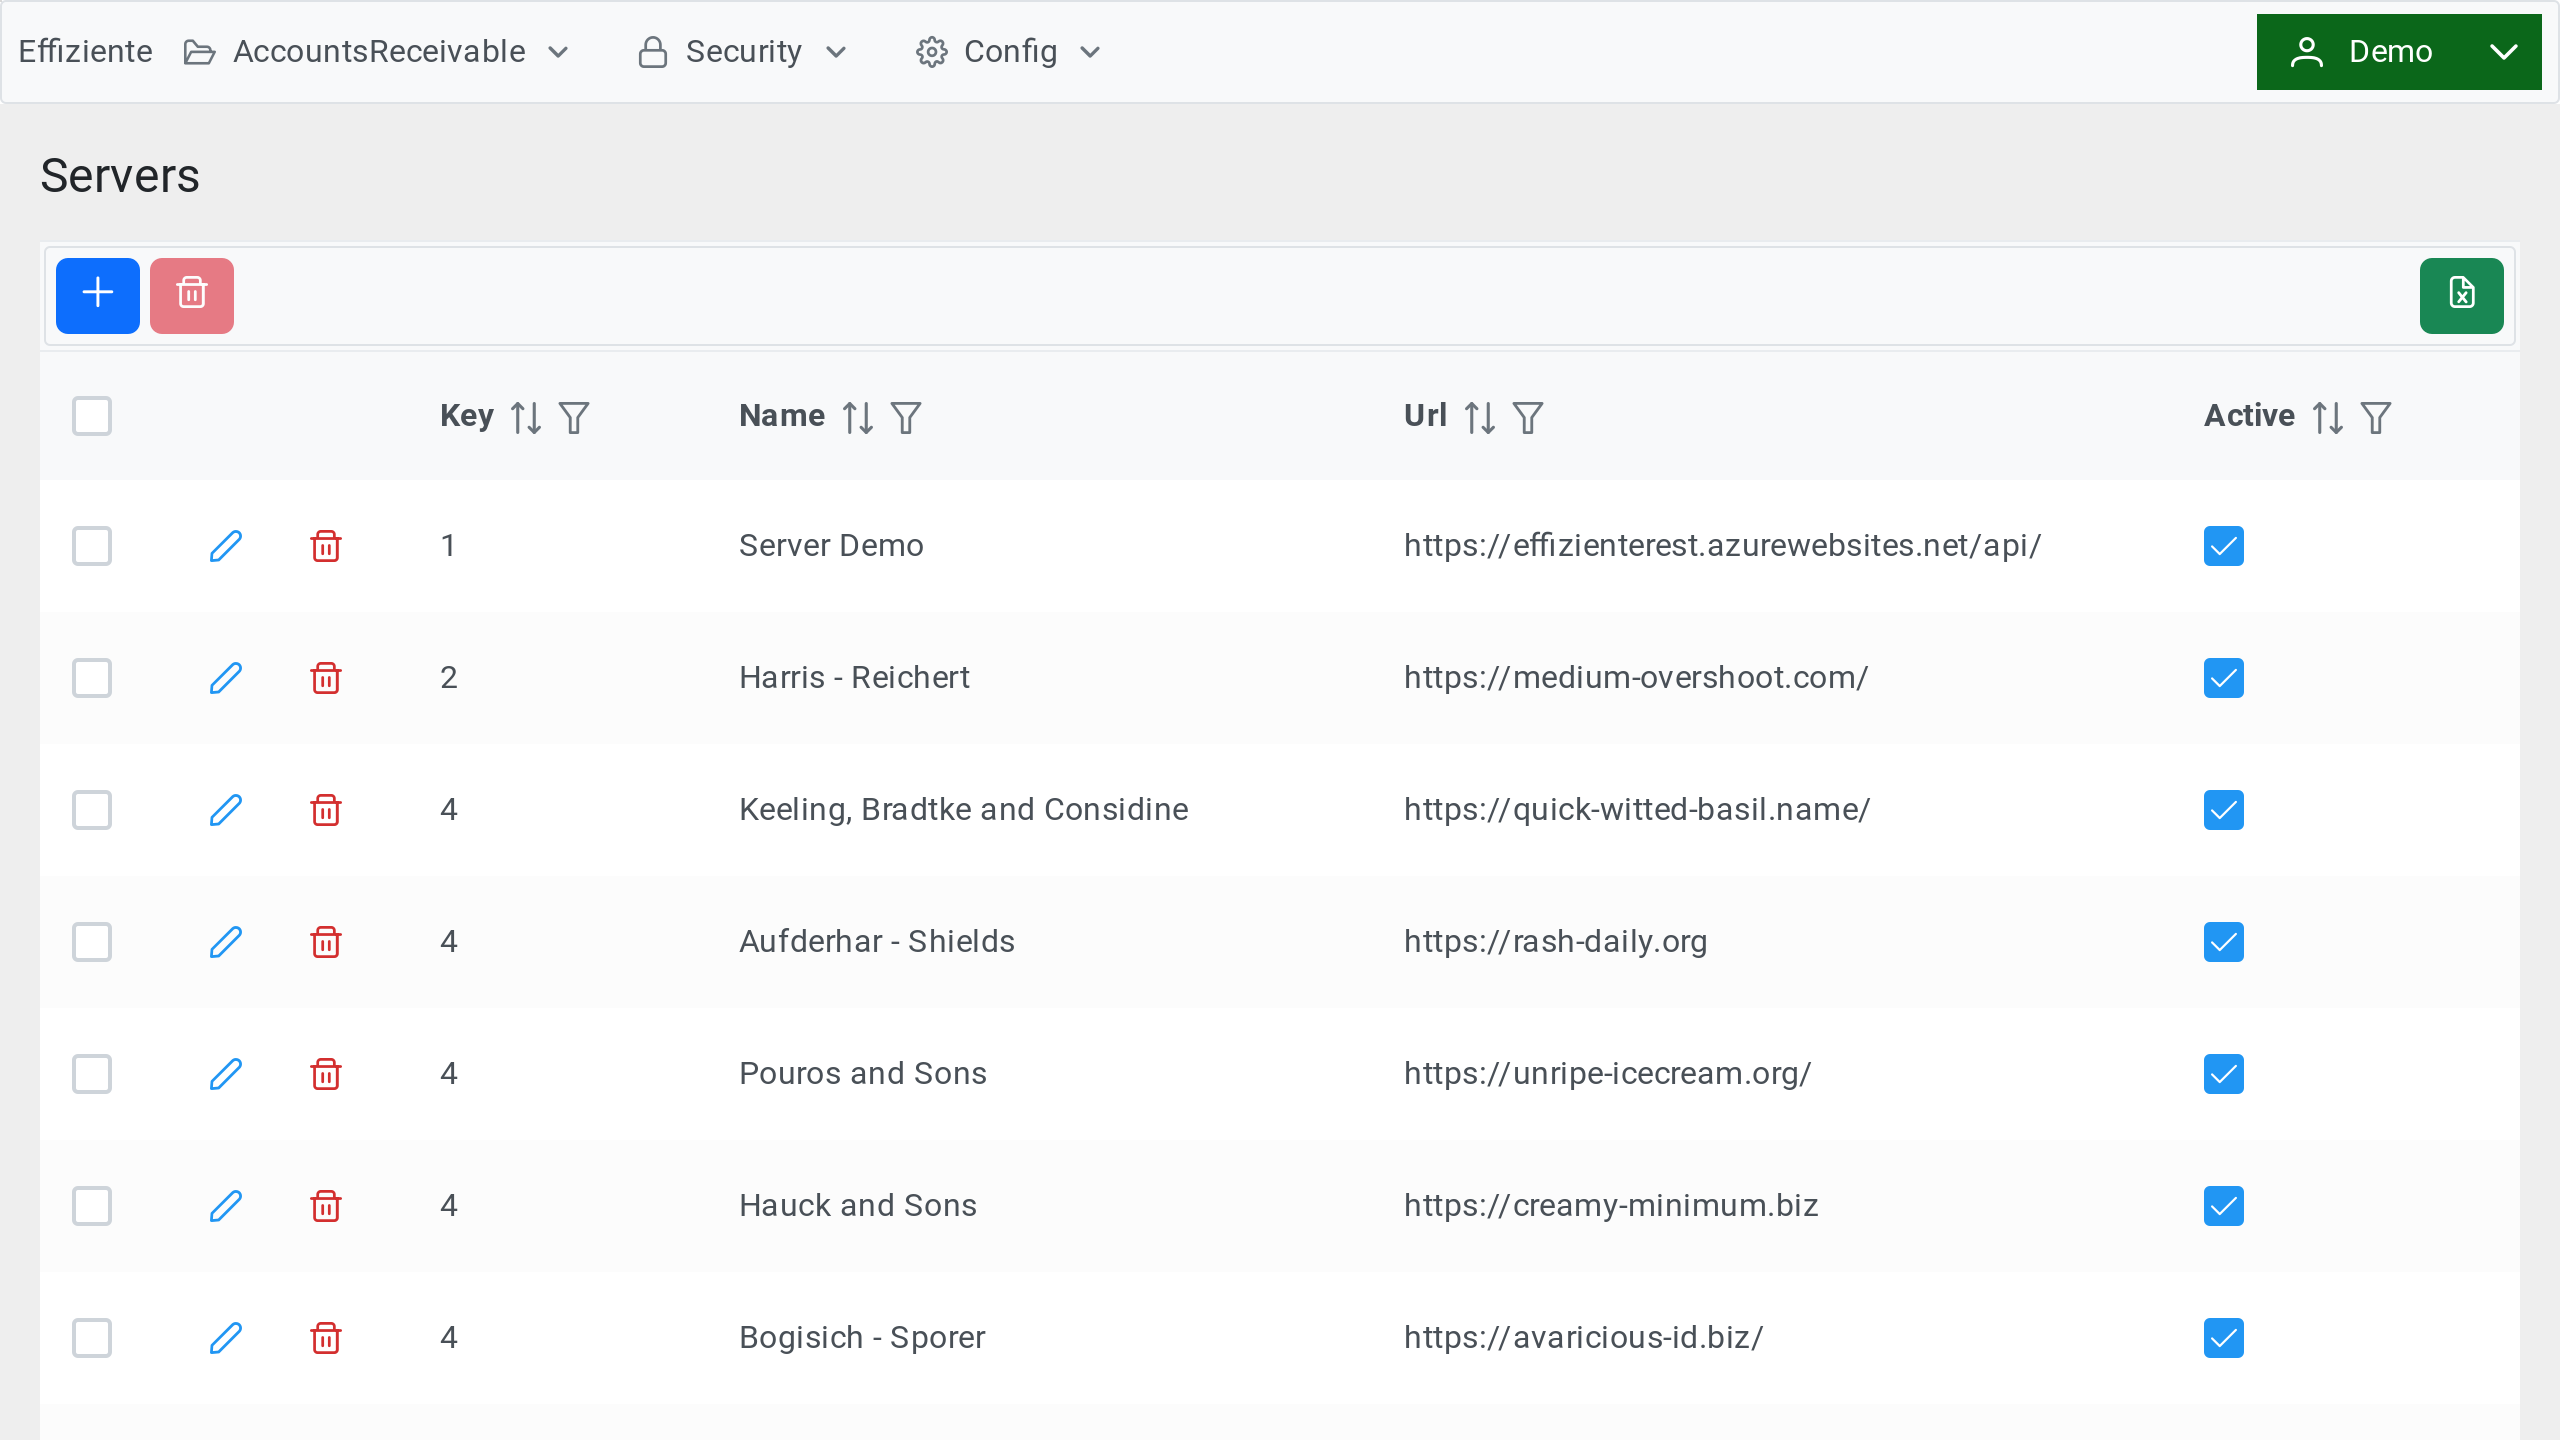 Effiziente AccountsReceivable Security Config Demo
Servers
Key Name Url Active
1 Server Demo https://effizienterest.azurewebsites.net/api/
2 Harris - Reichert https://medium-overshoot.com/
4 Keeling, Bradtke and Considine https://quick-witted-basil.name/
4 Aufderhar - Shields https://rash-daily.org
4 Pouros and Sons https://unripe-icecream.org/
4 Hauck and Sons https://creamy-minimum.biz
4 Bogisich - Sporer https://avaricious-id.biz/